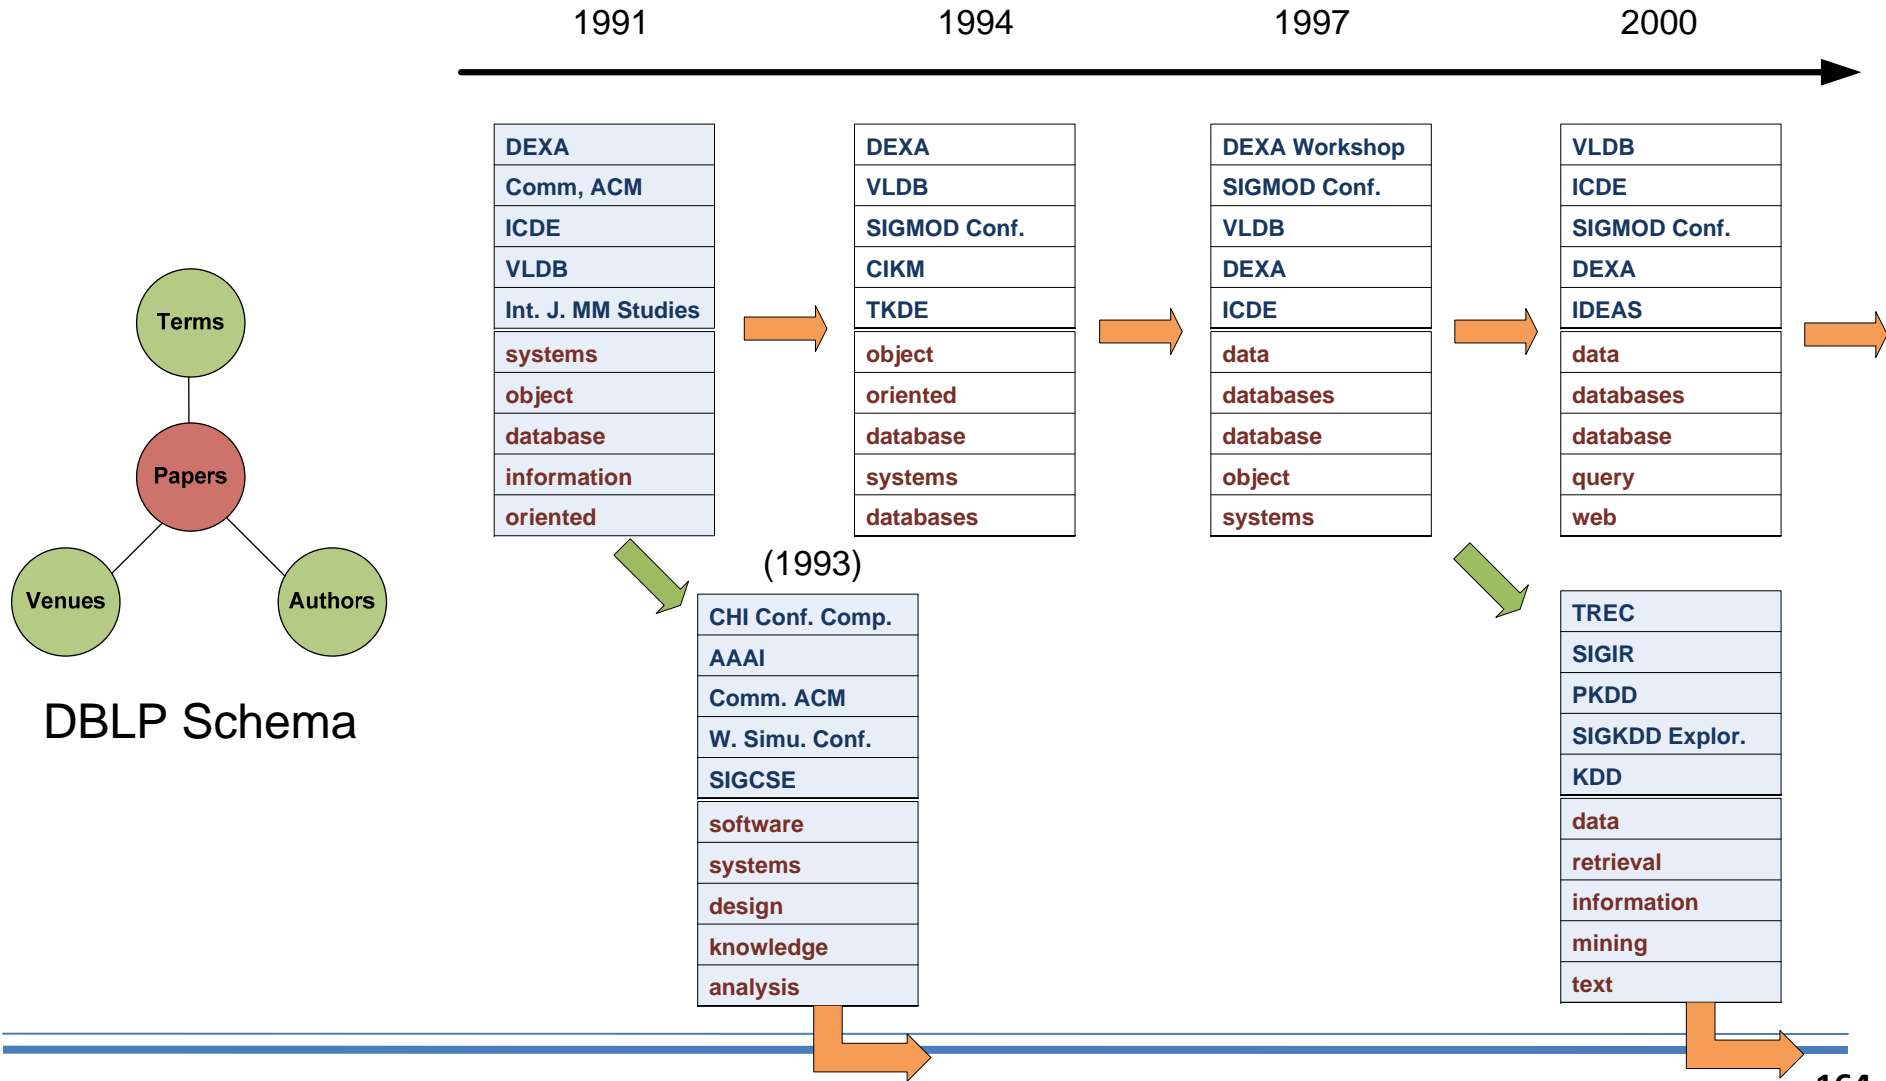 1991
1994
1997
2000
DEXA
Comm, ACM
ICDE
VLDB
Int. J. MM Studies
systems
object
database
information
oriented
DEXA
VLDB
SIGMOD Conf.
CIKM
TKDE
object
oriented
database
systems
databases
DEXA Workshop
SIGMOD Conf.
VLDB
DEXA
ICDE
data
databases
database
object
systems
VLDB
ICDE
SIGMOD Conf.
DEXA
IDEAS
data
databases
database
query
web
Terms
Papers
Venues
Authors
DBLP Schema
(1993)
CHI Conf. Comp.
AAAI
Comm. ACM
W. Simu. Conf.
SIGCSE
software
systems
design
knowledge
analysis
TREC
SIGIR
PKDD
SIGKDD Explor.
KDD
data
retrieval
information
mining
text
164